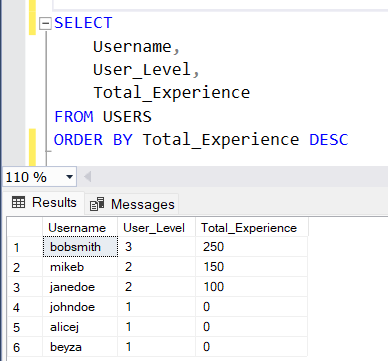 SELECT
Username,
User_Level,
Total_Experience
FROM USERS
ORDER BY Total_Experience DESC
110 %
Results Messages
Username User_Level Total_Experience
1 bobsmith 3 250
2 mikeb 2 150
3 janedoe 2 100
4 johndoe 1 0
5 alicej 1 0
6 beyza 1 0